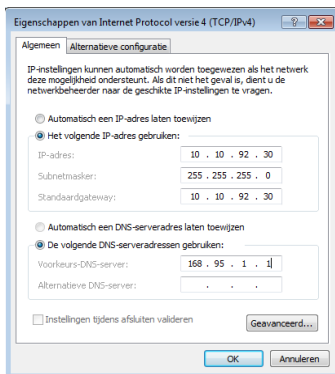 Eigenschappen van Internet Protocol versie 4 (TCP/IPv4)
Algemeen Alternatieve configuratie
IP-instellingen kunnen automatisch worden toegewezen als het netwerk
deze mogelijkheid ondersteunt. Als dit niet het geval is, dient u de
netwerkbeheerder naar de geschikte IP-instellingen te vragen.
Automatisch een IP-adres laten toewijzen
Het volgende IP-adres gebruiken:
IP-adres: 10 . 10 . 92 . 30
Subnetmasker: 255 . 255 . 255 . 0
Standaardgateway: 10 . 10 . 92 . 30
Automatisch een DNS-serveradres laten toewijzen
De volgende DNS-serveradressen gebruiken:
Voorkeurs-DNS-server: 168 . 95 . 1 . 1
Alternatieve DNS-server: . . .
Instellingen tijdens afsluiten valideren
Geavanceerd...
OK Annuleren